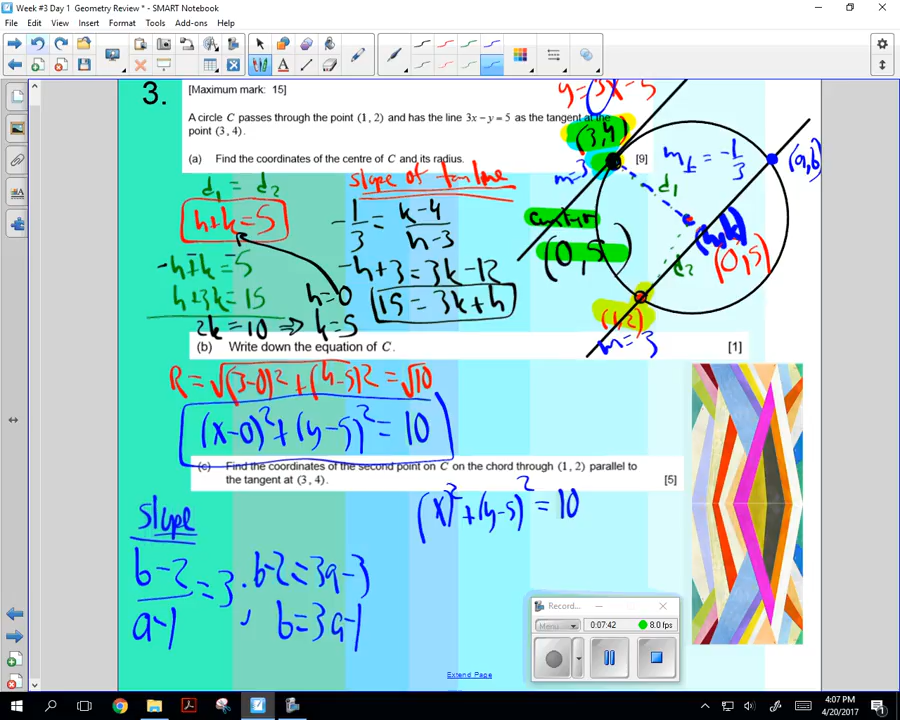 Week #3 Day 1 Geometry Review * - SMART Notebook
File Edit View Insert Format Tools Add-ons Help
3.
[Maximum mark: 15]
y = 3x - 5
A circle C passes through the point (1, 2) and has the line 3x − y = 5 as the tangent at the
point (3, 4).
(3,4)
(a) Find the coordinates of the centre of C and its radius.
[9]
m=3
m = -1/3
(a,b)
d1 = d2
h+k=5
-h+k=5
h+3k=15
2k=10 ⇒ k=5
h=0
slope of tan line
-1/3 = k-4/h-3
-h+3=3k-12
15=3k+h
center
(0,5)
d1
(h,k)
(0,5)
d2
(1,2)
m=3
(b) Write down the equation of C.
[1]
R = √(3-0)²+(4-5)² = √10
(x-0)²+(y-5)² = 10
(c) Find the coordinates of the second point on C on the chord through (1, 2) parallel to
the tangent at (3, 4).
[5]
(x)²+(y-5)² = 10
slope
b-2/a-1 = 3
b-2=3a-3
b=3a-1
Record...
Menu
0:07:42
8.0 fps
Extend Page
4:07 PM
4/20/2017